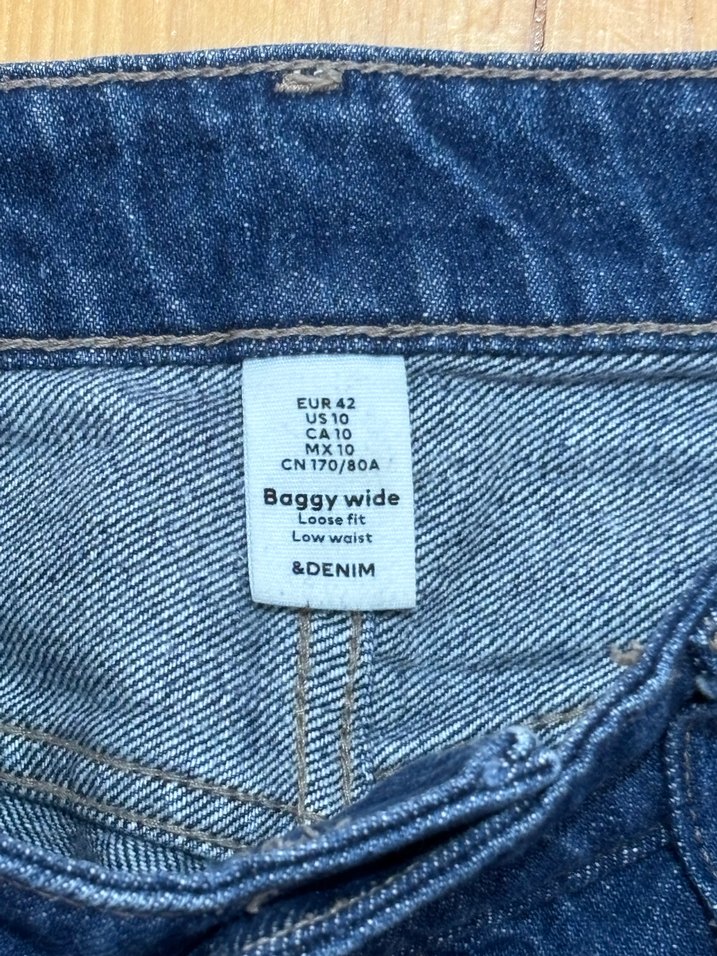 EUR 42
US 10
CA 10
MX 10
CN 170/80A
Baggy wide
Loose fit
Low waist
&DENIM